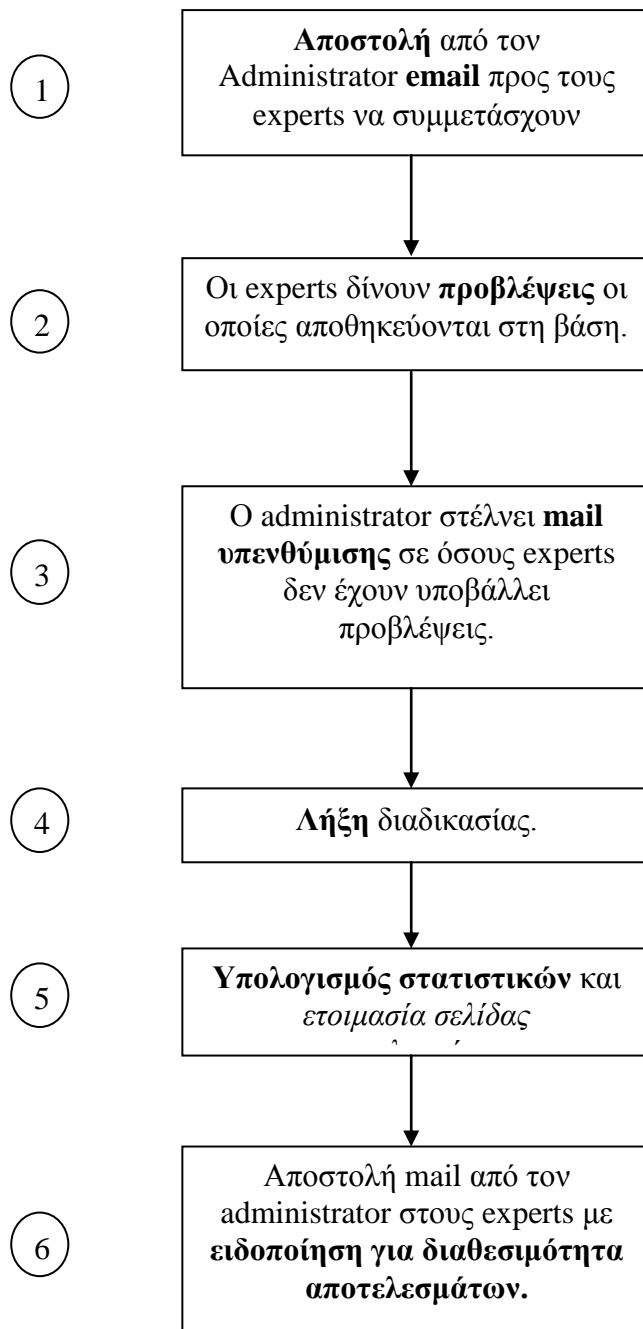 1
Αποστολή από τον
Administrator email προς τους
experts να συμμετάσχουν
2
Οι experts δίνουν προβλέψεις οι
οποίες αποθηκεύονται στη βάση.
3
Ο administrator στέλνει mail
υπενθύμισης σε όσους experts
δεν έχουν υποβάλλει
προβλέψεις.
4
Λήξη διαδικασίας.
5
Υπολογισμός στατιστικών και
ετοιμασία σελίδας
6
Αποστολή mail από τον
administrator στους experts με
ειδοποίηση για διαθεσιμότητα
αποτελεσμάτων.